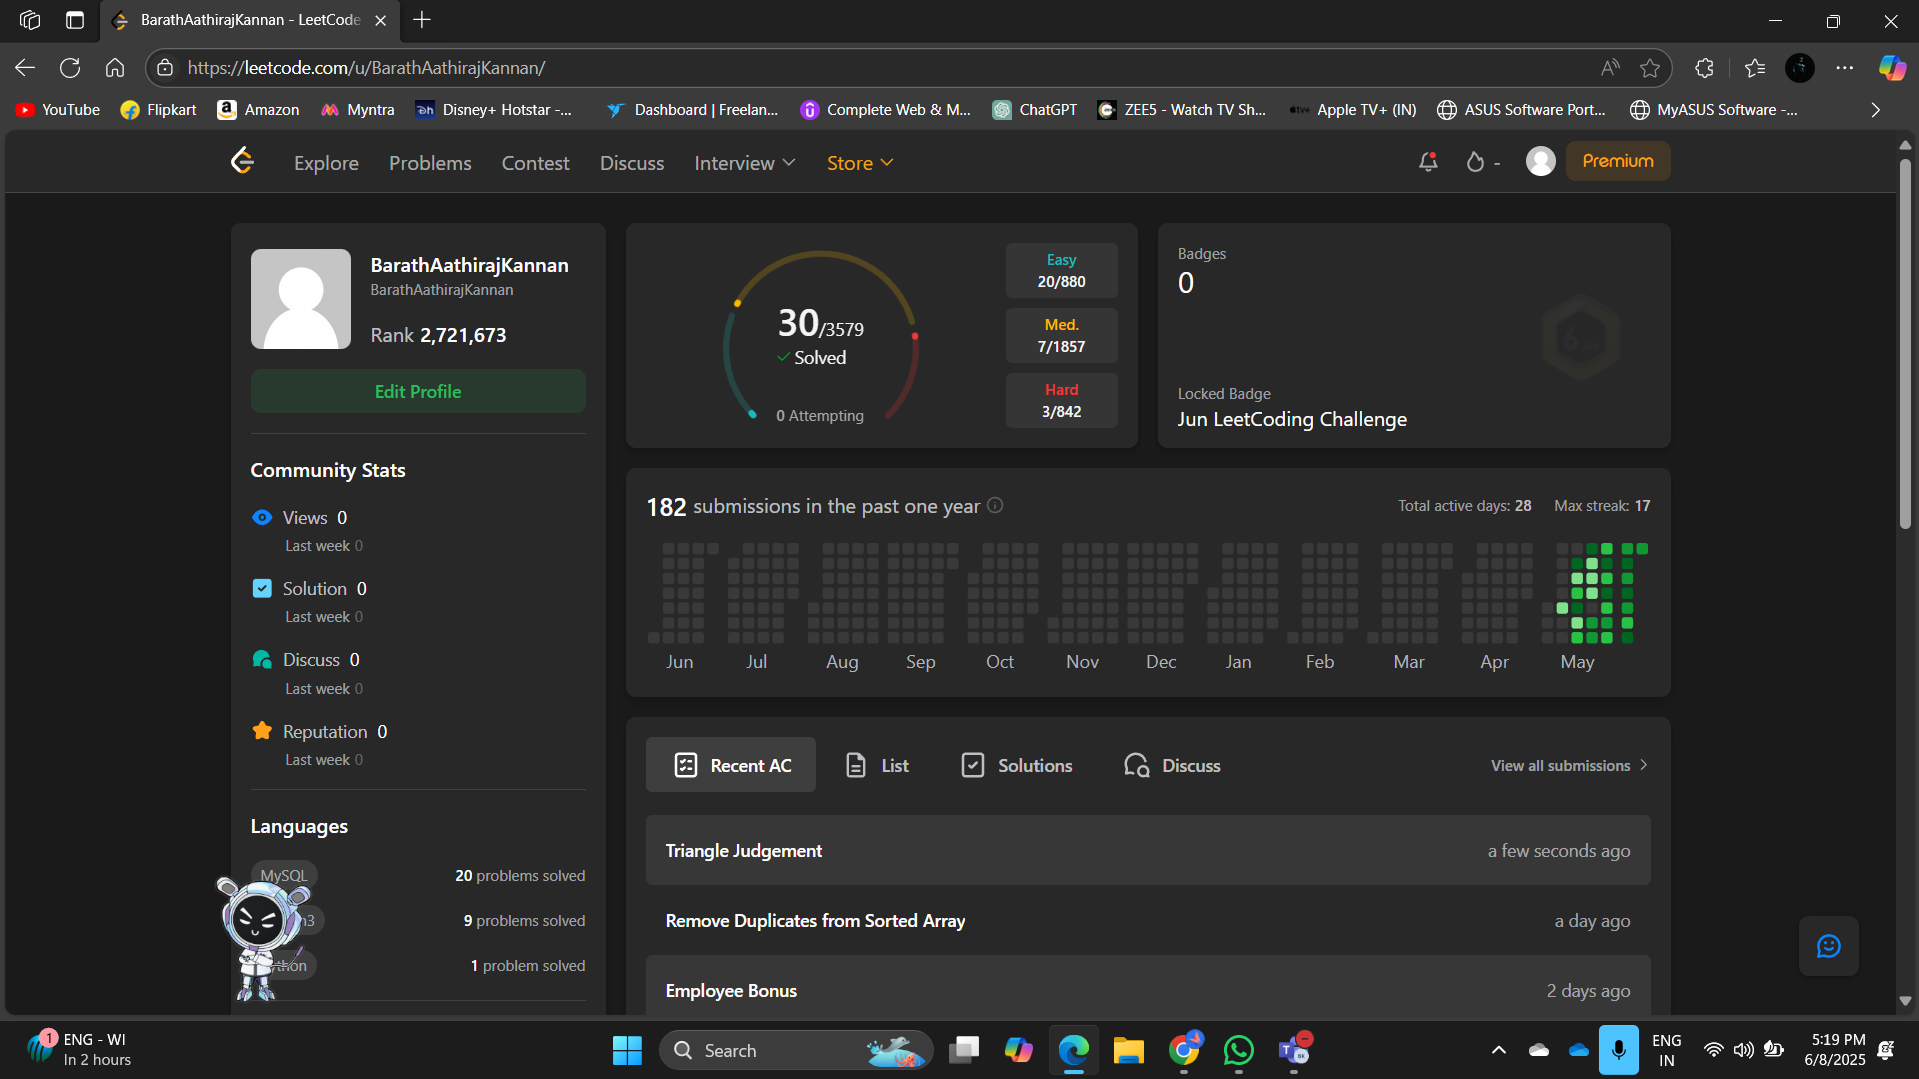 BarathAathirajKannan - LeetCode
https://leetcode.com/u/BarathAathirajKannan/
YouTube
Flipkart
Amazon
Myntra
Disney+ Hotstar -...
Dashboard | Freelan...
Complete Web & M...
ChatGPT
ZEE5 - Watch TV Sh...
Apple TV+ (IN)
ASUS Software Port...
MyASUS Software -...
Explore
Problems
Contest
Discuss
Interview
Store
-
Premium
BarathAathirajKannan
BarathAathirajKannan
Rank 2,721,673
Edit Profile
Community Stats
Views 0
Last week 0
Solution 0
Last week 0
Discuss 0
Last week 0
Reputation 0
Last week 0
Languages
MySQL
20 problems solved
n3
9 problems solved
thon
1 problem solved
30/3579
Solved
0 Attempting
Easy
20/880
Med.
7/1857
Hard
3/842
Badges
0
Locked Badge
Jun LeetCoding Challenge
182 submissions in the past one year
Total active days: 28
Max streak: 17
Jun
Jul
Aug
Sep
Oct
Nov
Dec
Jan
Feb
Mar
Apr
May
Recent AC
List
Solutions
Discuss
View all submissions
Triangle Judgement
a few seconds ago
Remove Duplicates from Sorted Array
a day ago
Employee Bonus
2 days ago
1
ENG - WI
In 2 hours
Search
ENG
IN
5:19 PM
6/8/2025